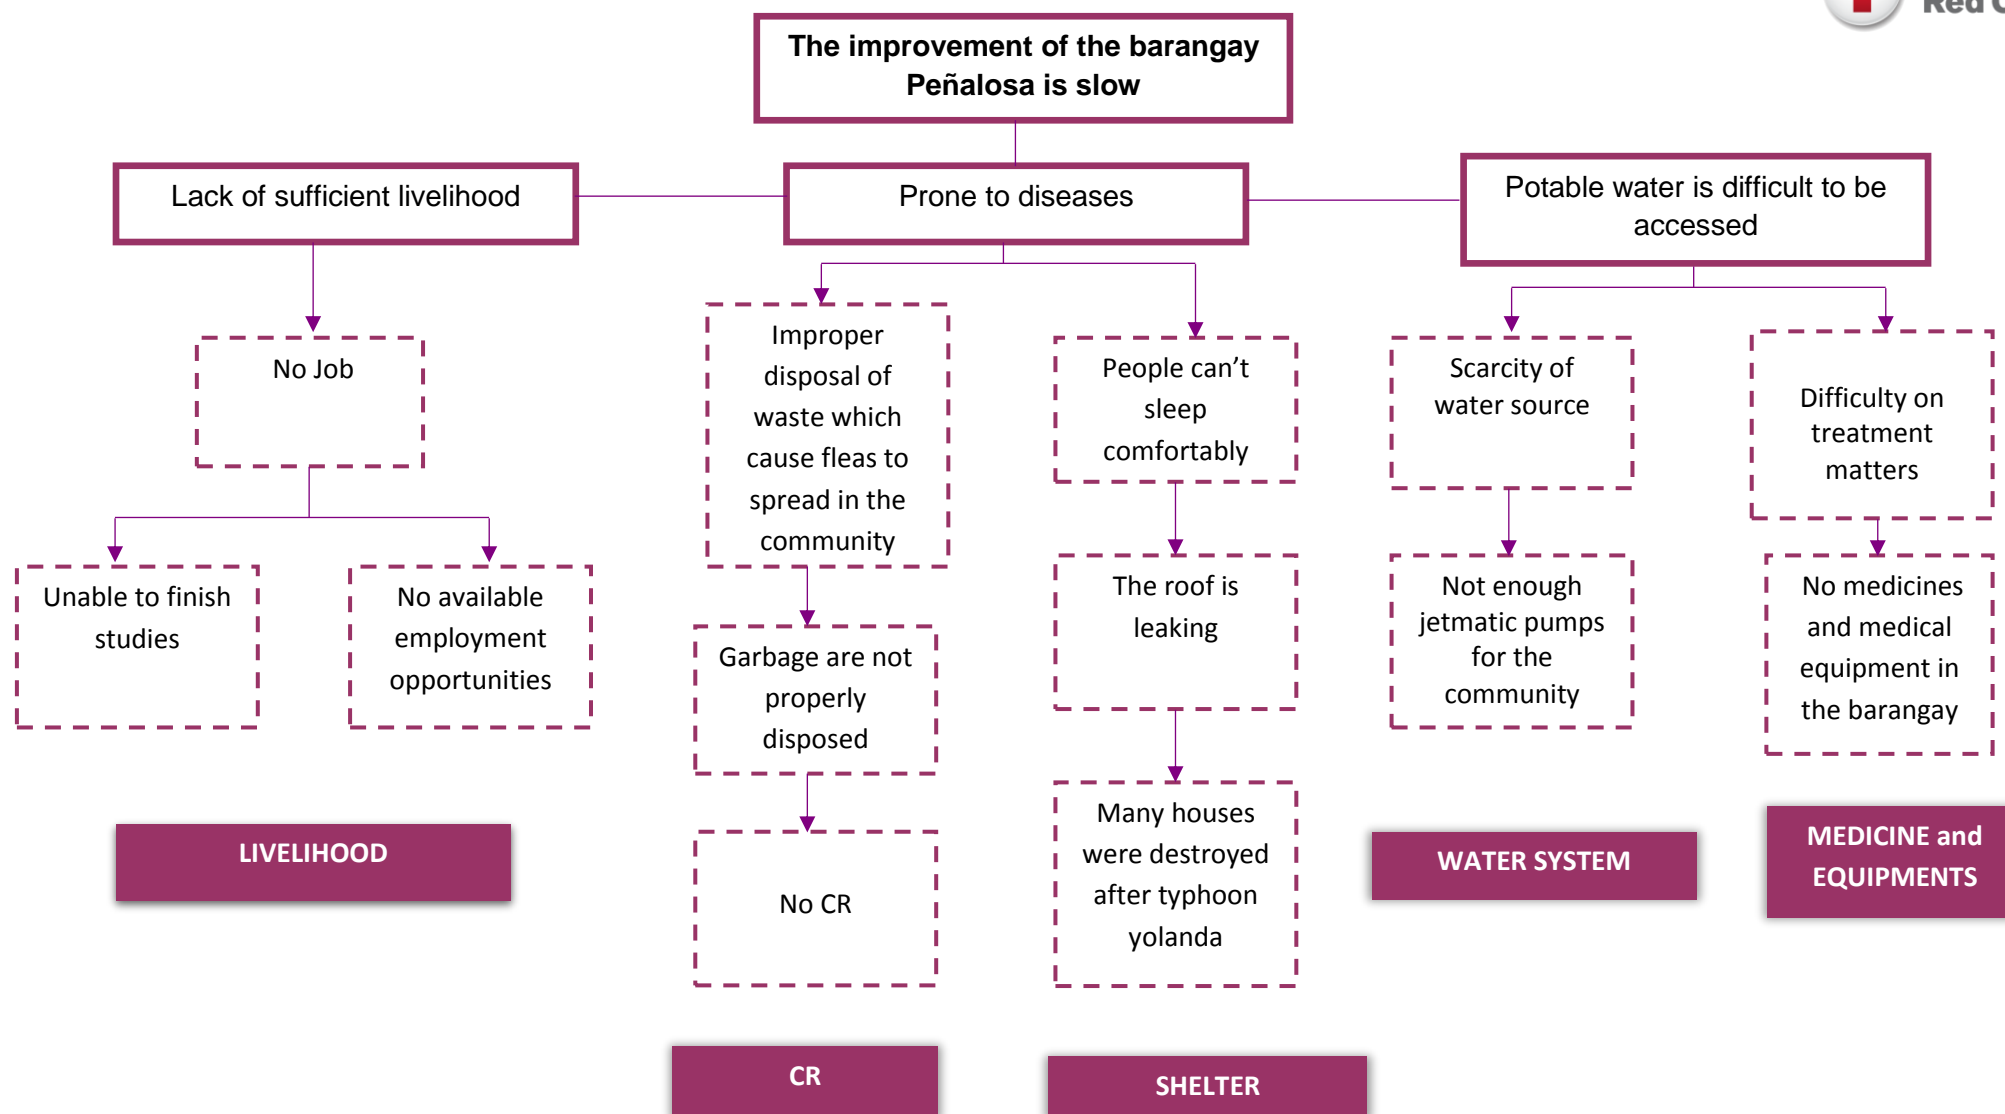 Red C
The improvement of the barangay
Peñalosa is slow
Lack of sufficient livelihood
Prone to diseases
Potable water is difficult to be
accessed
No Job
Improper
disposal of
waste which
cause fleas to
spread in the
community
People can’t
sleep
comfortably
Scarcity of
water source
Difficulty on
treatment
matters
Unable to finish
studies
No available
employment
opportunities
Garbage are not
properly
disposed
The roof is
leaking
Not enough
jetmatic pumps
for the
community
No medicines
and medical
equipment in
the barangay
No CR
Many houses
were destroyed
after typhoon
yolanda
LIVELIHOOD
WATER SYSTEM
MEDICINE and
EQUIPMENTS
CR
SHELTER